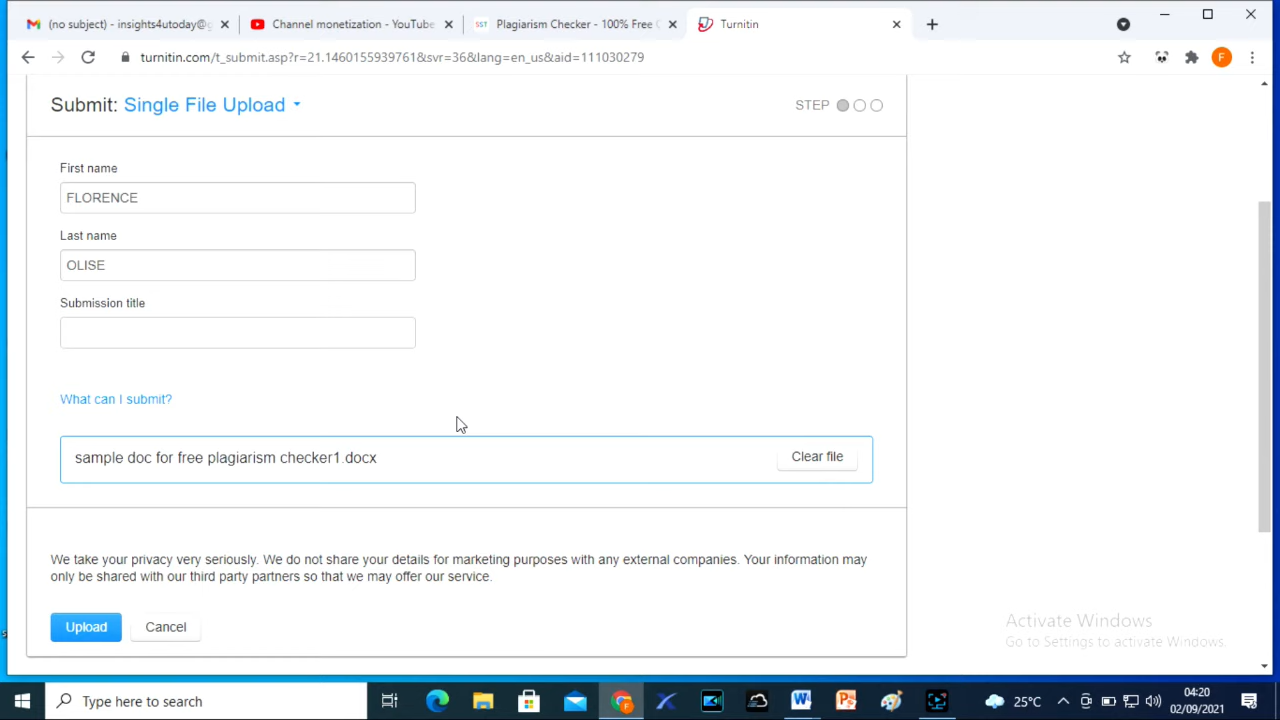 (no subject) - insights4utoday@g
Channel monetization - YouTube
SST
Plagiarism Checker - 100% Free
Turnitin
turnitin.com/t_submit.asp?r=21.1460155939761&svr=36&lang=en_us&aid=111030279
F
Submit: Single File Upload
STEP
First name
FLORENCE
Last name
OLISE
Submission title
What can I submit?
sample doc for free plagiarism checker1.docx
Clear file
We take your privacy very seriously. We do not share your details for marketing purposes with any external companies. Your information may
only be shared with our third party partners so that we may offer our service.
Upload
Cancel
Activate Windows
Go to Settings to activate Windows.
Type here to search
25°C
04:20
02/09/2021